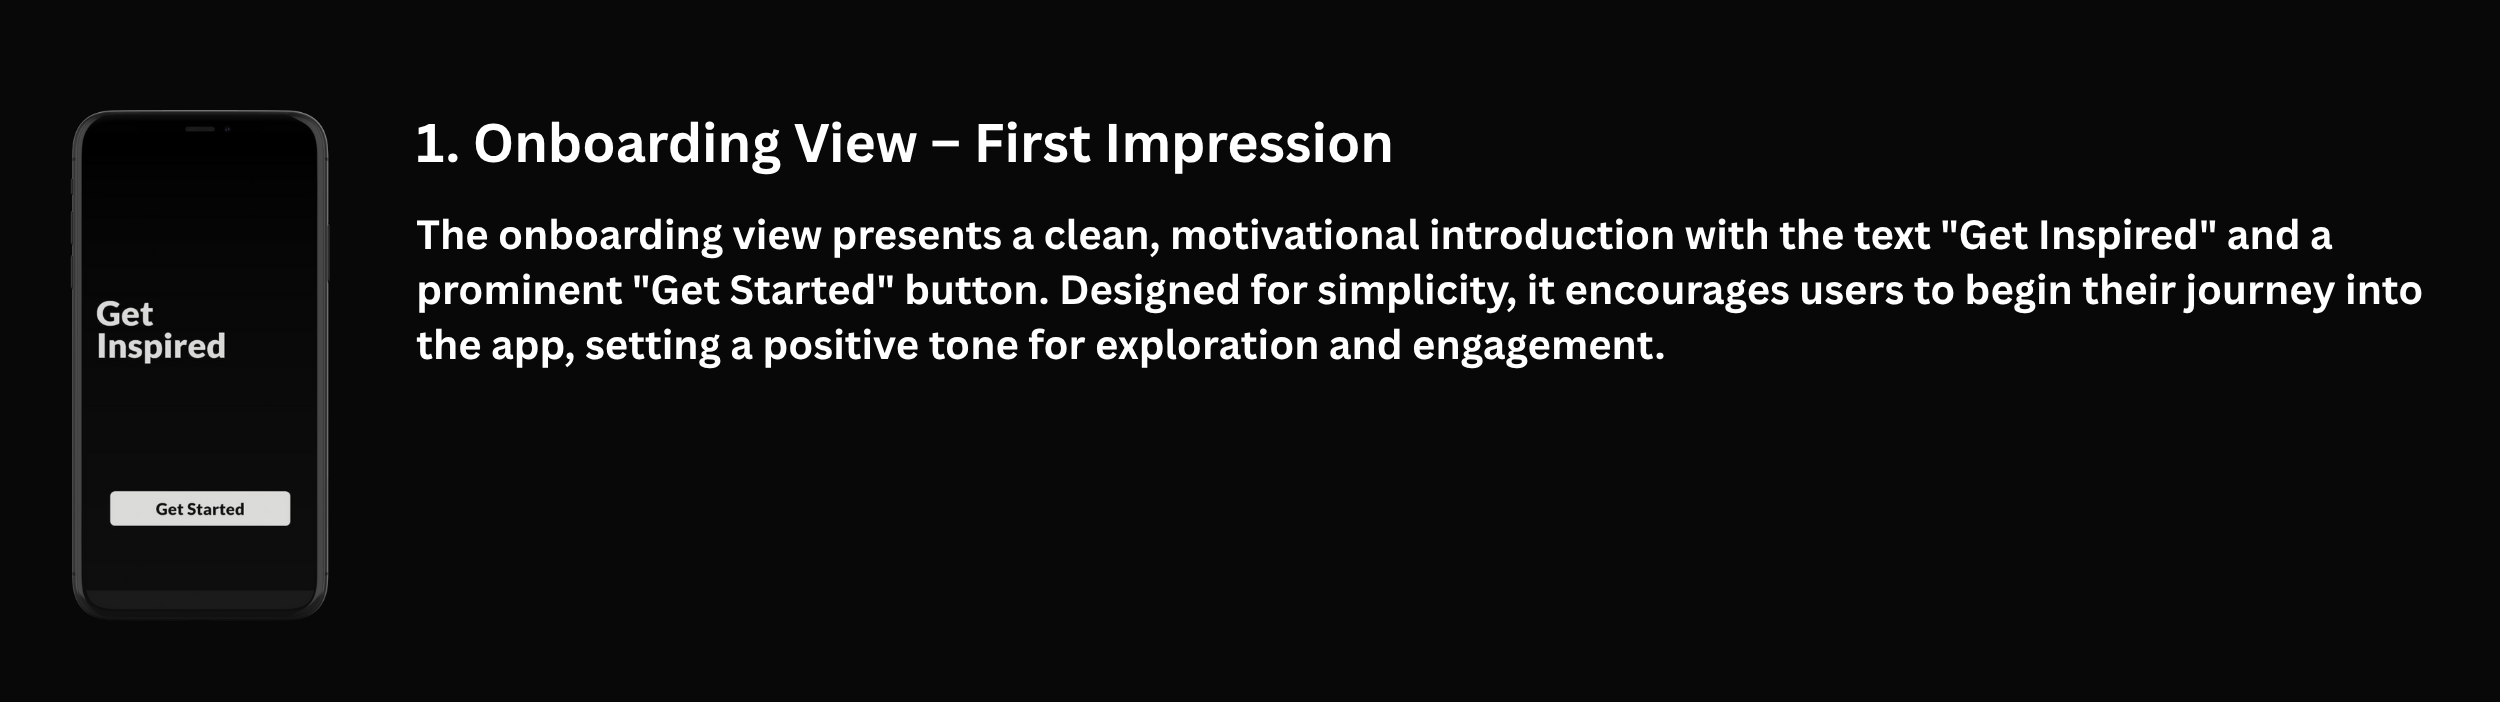 1. Onboarding View – First Impression
The onboarding view presents a clean, motivational introduction with the text "Get Inspired" and a
prominent "Get Started" button. Designed for simplicity, it encourages users to begin their journey into
the app, setting a positive tone for exploration and engagement.
Get
Inspired
Get Started